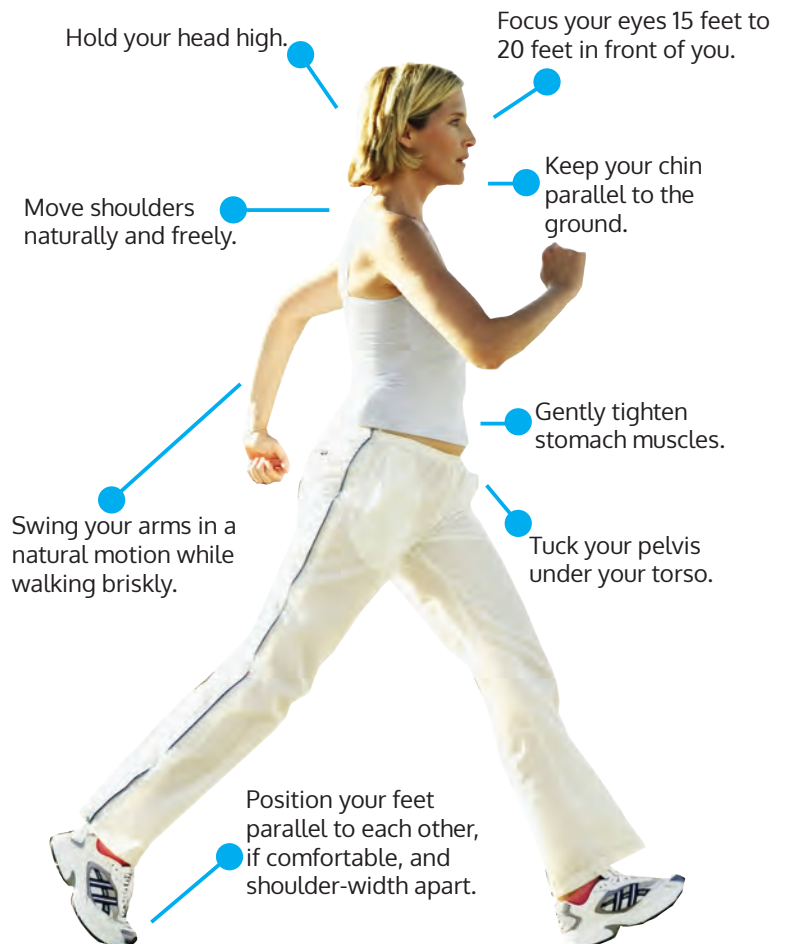 Hold your head high.
Focus your eyes 15 feet to
20 feet in front of you.
Keep your chin
parallel to the
ground.
Move shoulders
naturally and freely.
Gently tighten
stomach muscles.
Swing your arms in a
natural motion while
walking briskly.
Tuck your pelvis
under your torso.
Position your feet
parallel to each other,
if comfortable, and
shoulder-width apart.